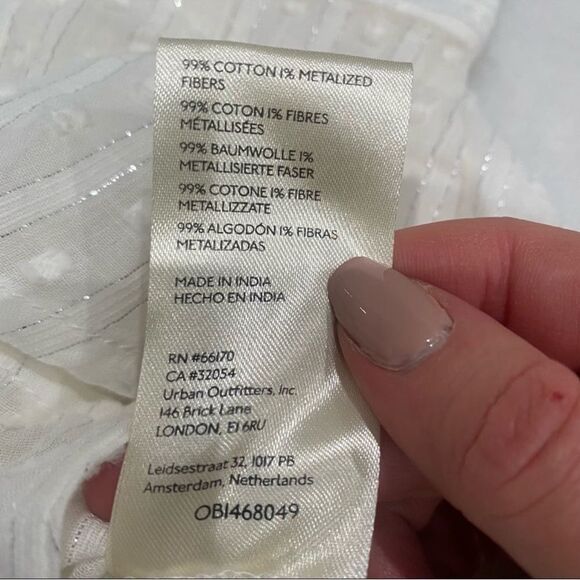 99% COTTON 1% METALIZED
FIBERS
99% COTON 1% FIBRES
MÉTALLISÉES
99% BAUMWOLLE 1%
METALLISIERTE FASER
99% COTONE 1% FIBRE
METALLIZZATE
99% ALGODÓN 1% FIBRAS
METALIZADAS
MADE IN INDIA
HECHO EN INDIA
RN #66170
CA #32054
Urban Outfitters, Inc.
146 Brick Lane
LONDON, E1 6RU
Leidsestraat 32, 1017 PB
Amsterdam, Netherlands
OB1468049